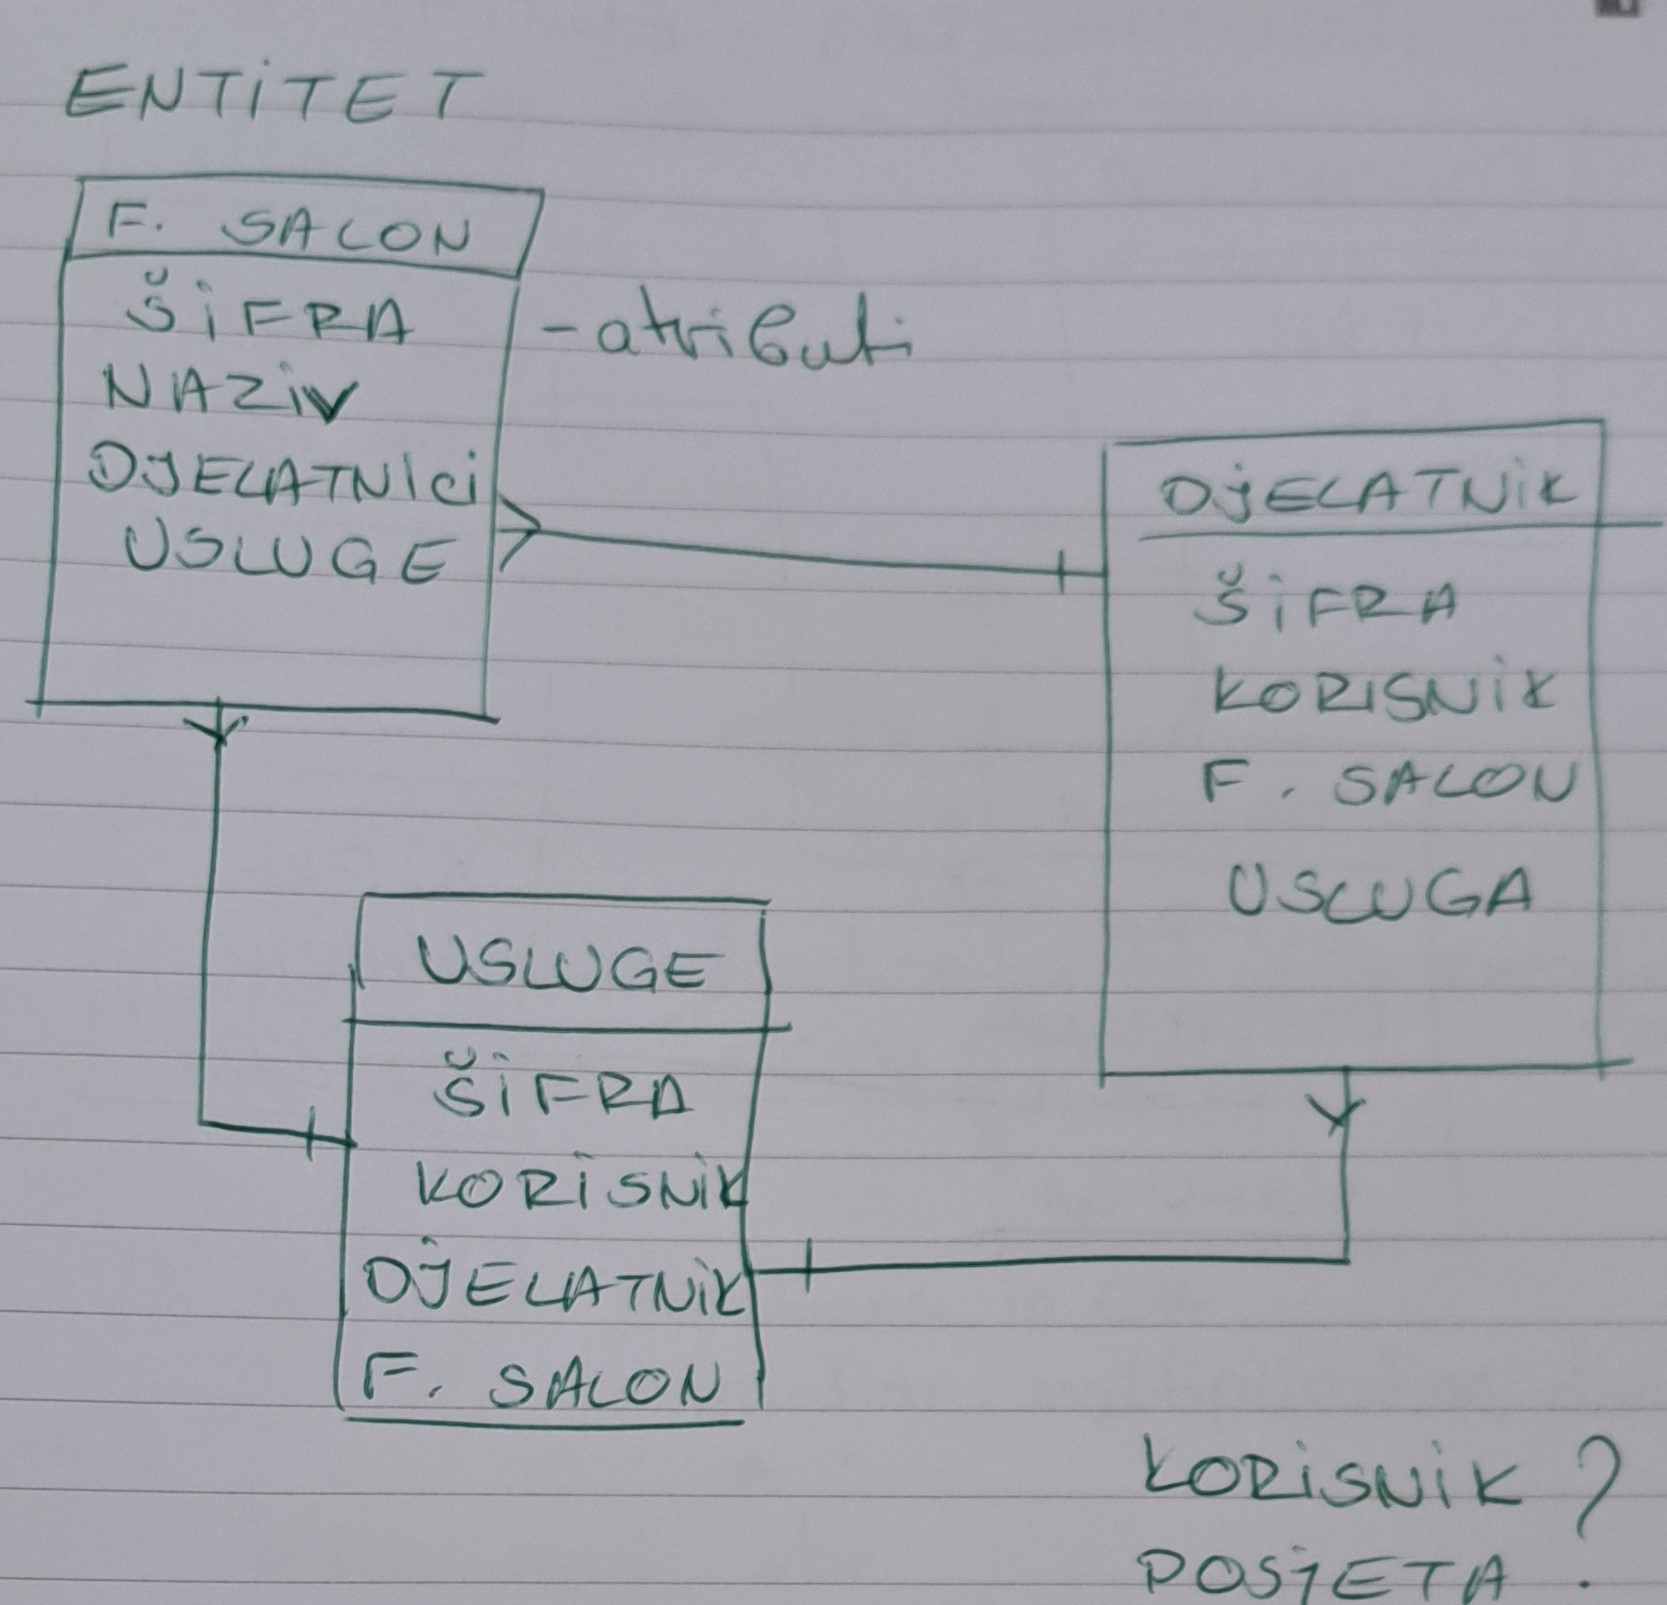 ENTITET
F. SALON
ŠIFRA
- atributi
NAZIV
DJELATNICI
USLUGE
DJELATNIK
ŠIFRA
KORISNIK
F. SALON
USLUGA
USLUGE
ŠIFRA
KORISNIK
DJELATNIK
F. SALON
KORISNIK ?
POSJETA